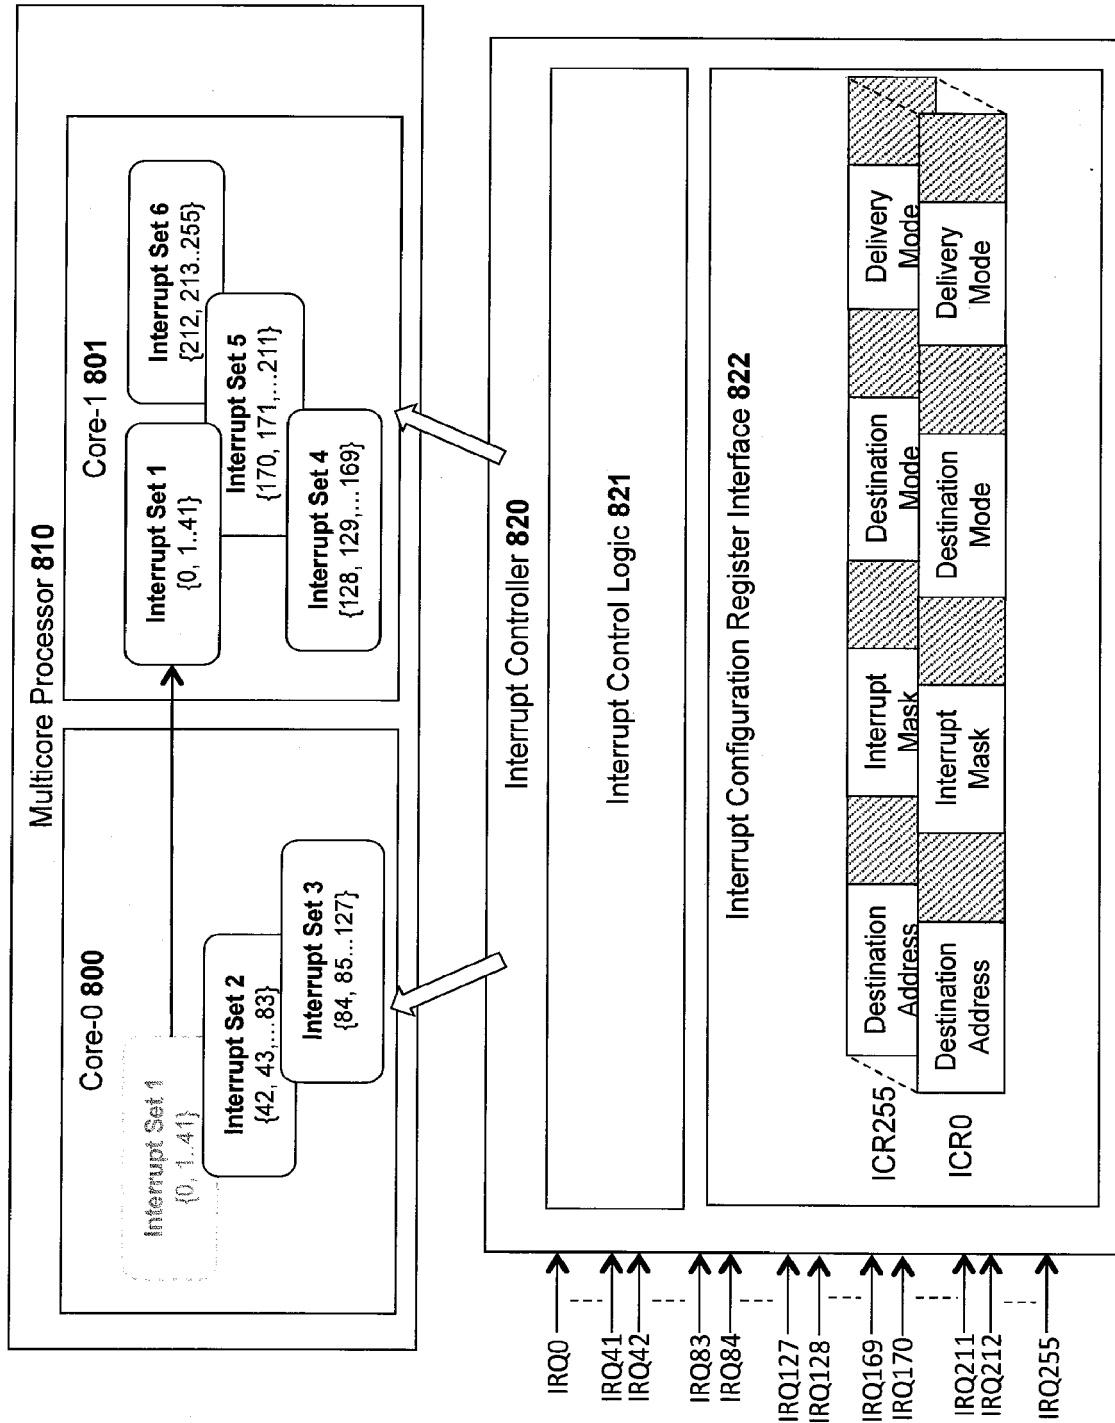 Multicore Processor 810
Core-0 800
Interrupt Set 1
{0, 1..41}
Interrupt Set 2
{42, 43,...83}
Interrupt Set 3
{84, 85...127}
Core-1 801
Interrupt Set 1
{0, 1..41}
Interrupt Set 6
{212, 213..255}
Interrupt Set 5
{170, 171,...211}
Interrupt Set 4
{128, 129,...169}
Interrupt Controller 820
Interrupt Control Logic 821
Interrupt Configuration Register Interface 822
ICR255
Destination
Address
Interrupt
Mask
Destination
Mode
Delivery
Mode
ICR0
Destination
Address
Interrupt
Mask
Destination
Mode
Delivery
Mode
IRQ0
IRQ41
IRQ42
IRQ83
IRQ84
IRQ127
IRQ128
IRQ169
IRQ170
IRQ211
IRQ212
IRQ255